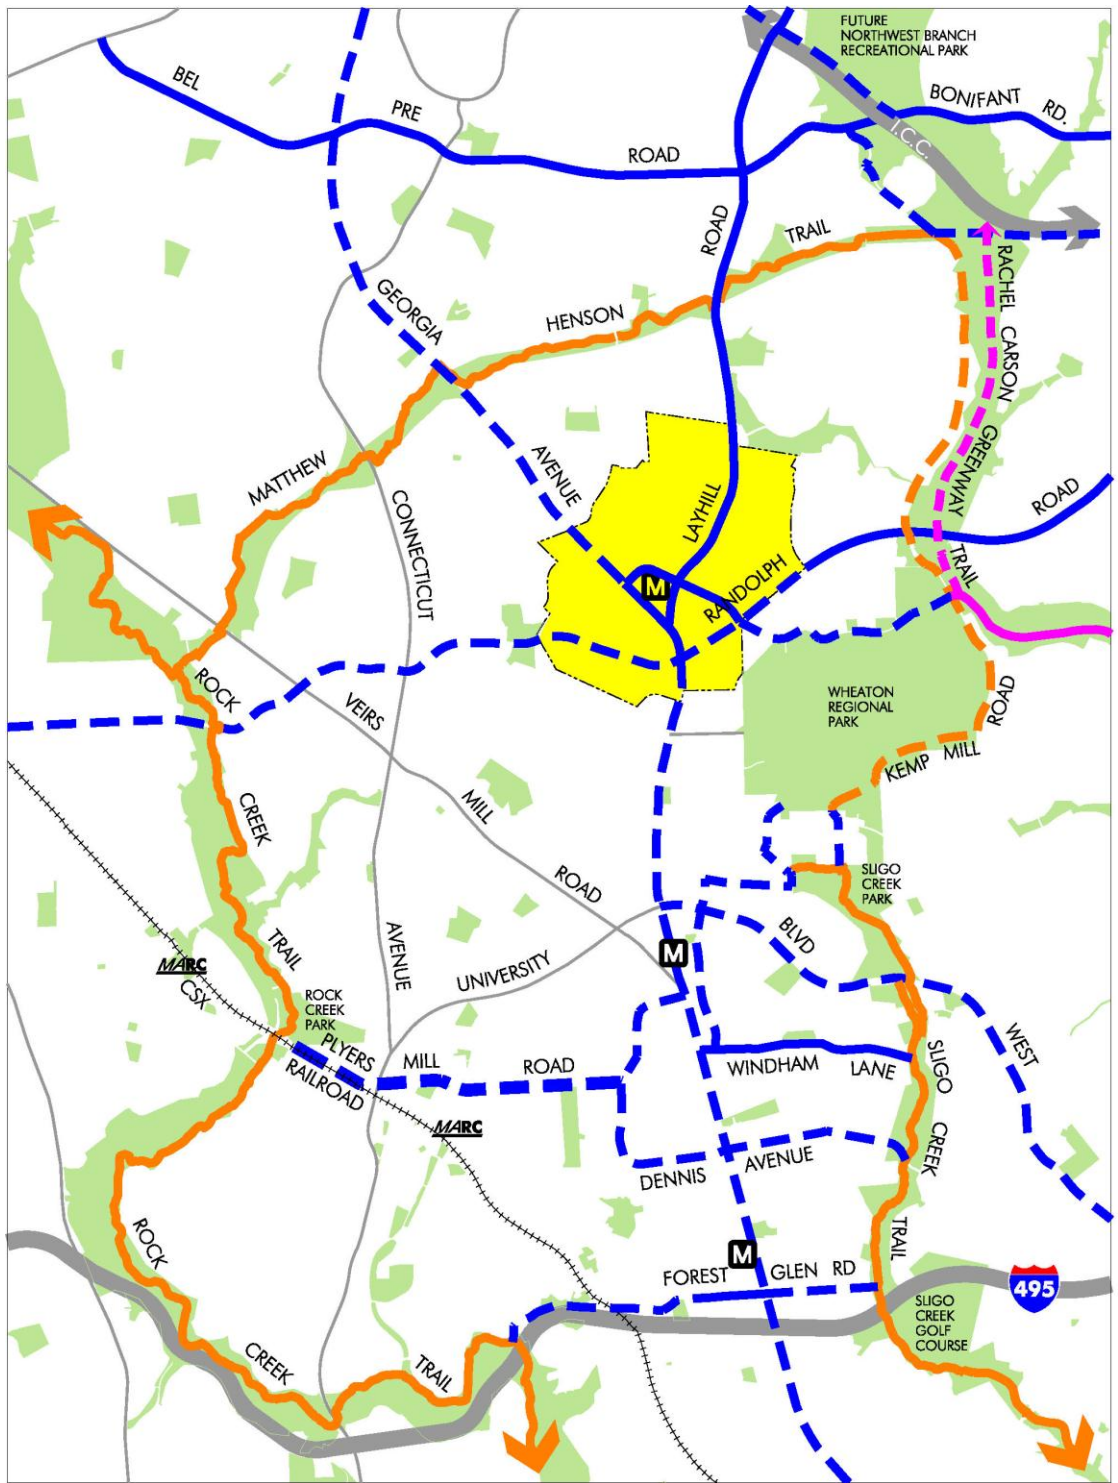 FUTURE
NORTHWEST BRANCH
RECREATIONAL PARK
BEL
PRE
ROAD
BONIFANT
RD.
I.C.C.
ROAD
TRAIL
HENSON
GEORGIA
RACHEL
CARSON
GREENWAY
TRAIL
MATTHEW
AVENUE
LAYHILL
CONNECTICUT
ROAD
M
RANDOLPH
ROCK
VEIRS
WHEATON
REGIONAL
PARK
ROAD
KEMP MILL
CREEK
MILL
ROAD
SLIGO
CREEK
PARK
TRAIL
AVENUE
UNIVERSITY
M
BLVD
MARC
CSX
ROCK
CREEK
PARK
PLYERS
MILL
ROAD
RAILROAD
WINDHAM
LANE
SLIGO
WEST
MARC
DENNIS
AVENUE
CREEK
ROCK
TRAIL
M
FOREST
GLEN RD
495
SLIGO
CREEK
GOLF
COURSE
CREEK
TRAIL